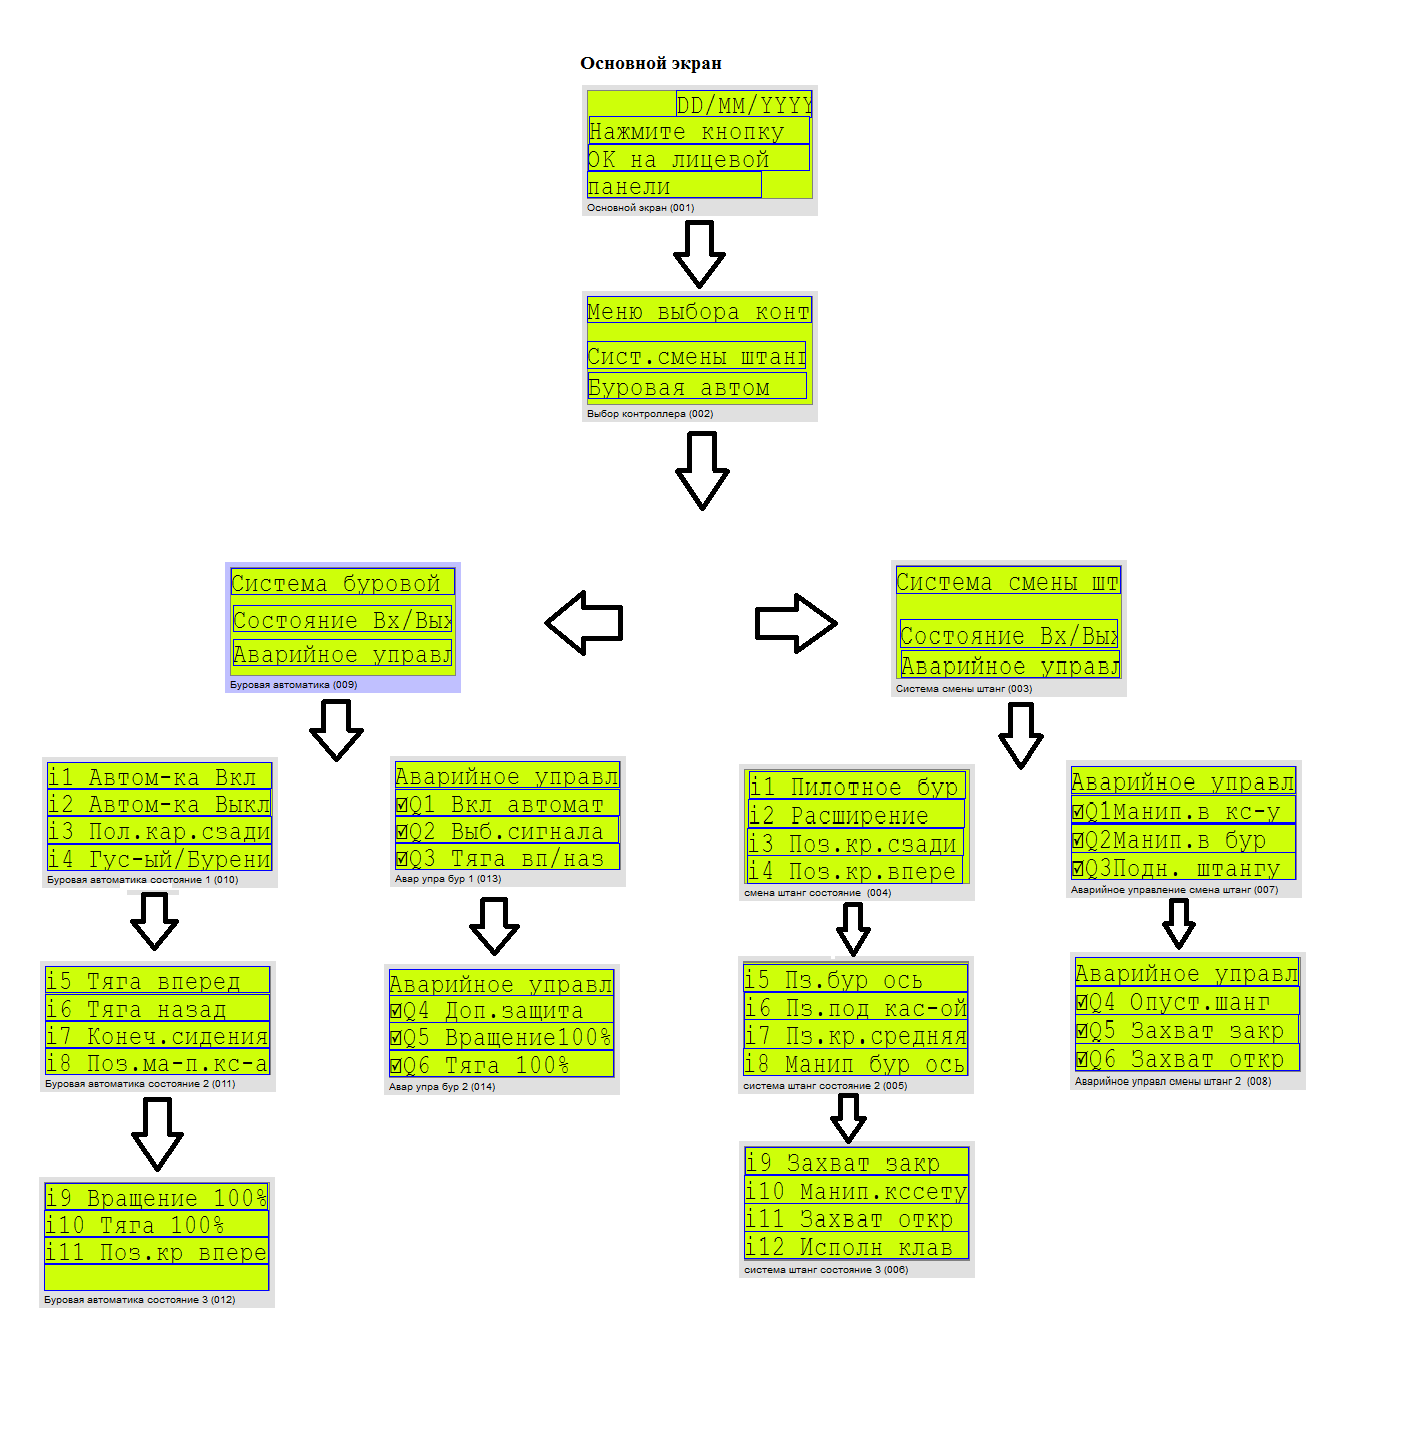 Основной экран
DD/MM/YYYY
Нажмите кнопку
ОК на лицевой
панели
Основной экран (001)
Меню выбора конт
Сист.смены штанг
Буровая автом
Выбор контроллера (002)
Система буровой
Состояние Вх/Вых
Аварийное управл
Буровая автоматика (009)
Система смены шт
Состояние Вх/Вых
Аварийное управл
Система смены штанг (003)
i1 Автом-ка Вкл
i2 Автом-ка Выкл
i3 Пол.кар.сзади
i4 Гус-ый/Бурени
Буровая автоматика состояние 1 (010)
Аварийное управл
☑Q1 Вкл автомат
☑Q2 Выб.сигнала
☑Q3 Тяга вп/наз
Авар упра бур 1 (013)
i1 Пилотное бур
i2 Расширение
i3 Поз.кр.сзади
i4 Поз.кр.впере
смена штанг состояние (004)
Аварийное управл
☑Q1Манип.в кс-у
☑Q2Манип.в бур
☑Q3Подн. штангу
Аварийное управление смена штанг (007)
i5 Тяга вперед
i6 Тяга назад
i7 Конеч.сидения
i8 Поз.ма-п.кс-а
Буровая автоматика состояние 2 (011)
Аварийное управл
☑Q4 Доп.защита
☑Q5 Вращение100%
☑Q6 Тяга 100%
Авар упра бур 2 (014)
i5 Пз.бур ось
i6 Пз.под кас-ой
i7 Пз.кр.средняя
i8 Манип бур ось
система штанг состояние 2 (005)
Аварийное управл
☑Q4 Опуст.шанг
☑Q5 Захват закр
☑Q6 Захват откр
Аварийное управл смены штанг 2 (008)
i9 Вращение 100%
i10 Тяга 100%
i11 Поз.кр впере
Буровая автоматика состояние 3 (012)
i9 Захват закр
i10 Манип.кссету
i11 Захват откр
i12 Исполн клав
система штанг состояние 3 (006)